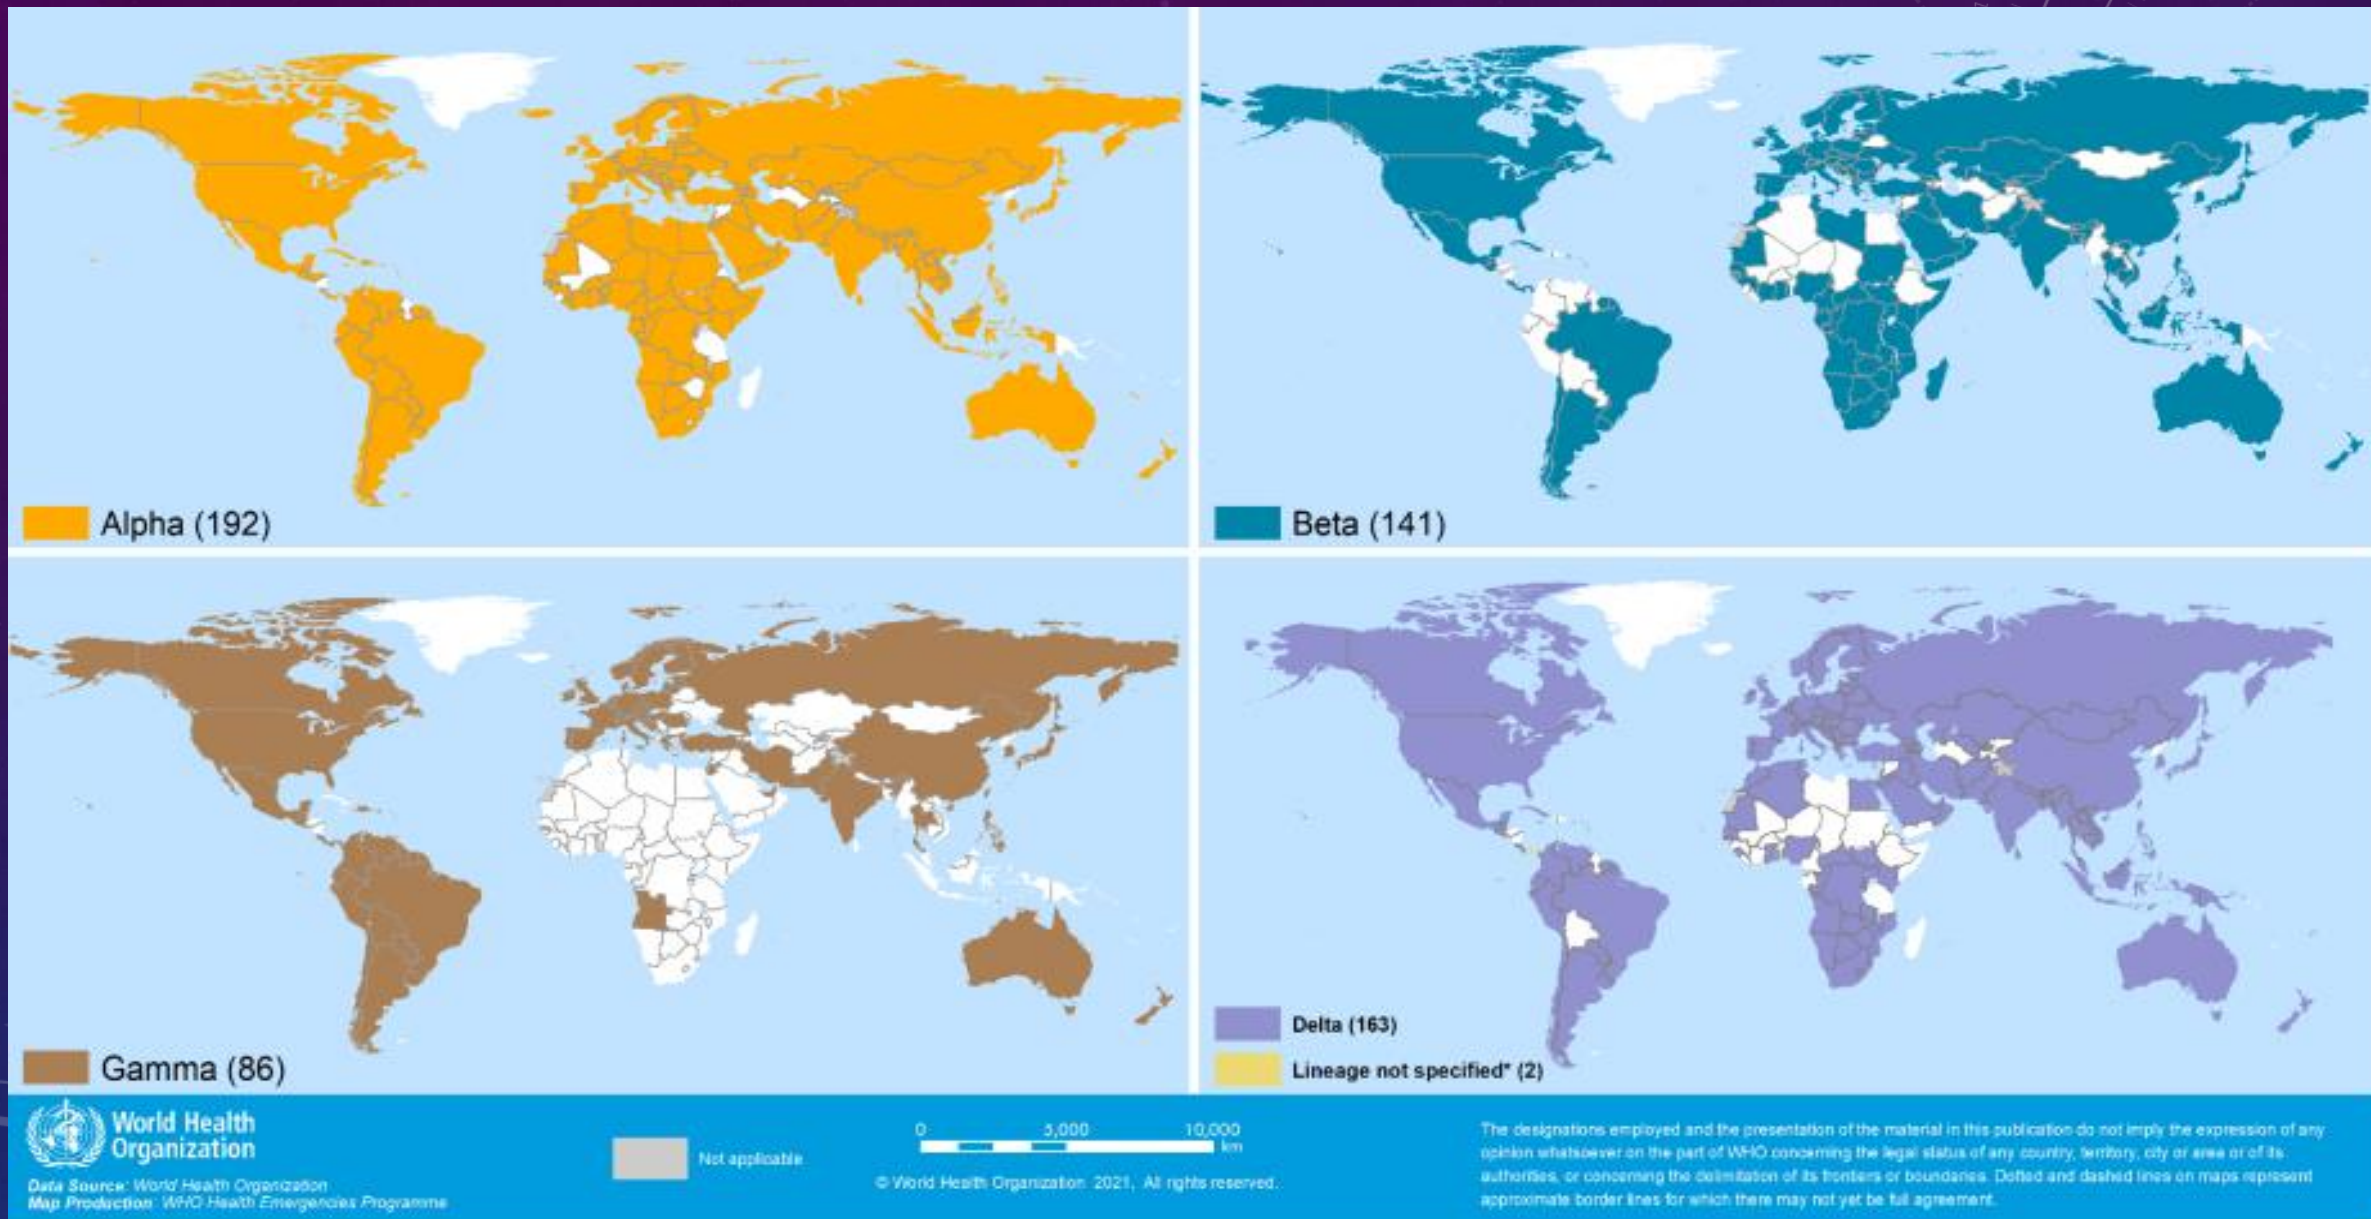 Alpha (192)
Beta (141)
Gamma (86)
Delta (163)
Lineage not specified* (2)
World Health
Organization
Data Source: World Health Organization
Map Production: WHO Health Emergencies Programme
Not applicable
0 5,000 10,000
km
© World Health Organization 2021, All rights reserved.
The designations employed and the presentation of the material in this publication do not imply the expression of any
opinion whatsoever on the part of WHO concerning the legal status of any country, territory, city or area or of its
authorities, or concerning the delimitation of its frontiers or boundaries. Dotted and dashed lines on maps represent
approximate border lines for which there may not yet be full agreement.